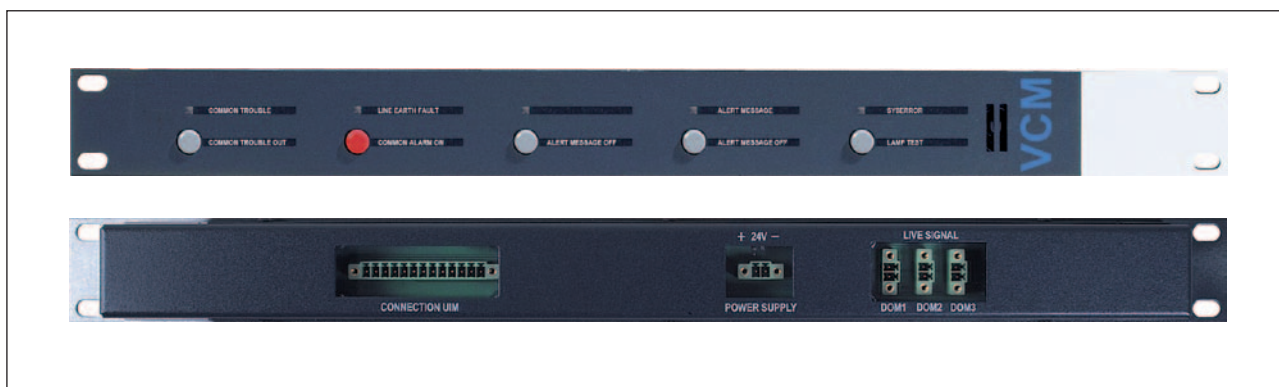 COMMON TROUBLE
LINE EARTH FAULT
ALERT MESSAGE
SYSERROR
COMMON TROUBLE OUT
COMMON ALARM ON
ALERT MESSAGE OFF
ALERT MESSAGE OFF
LAMP TEST
VCM
+ 24V −
LIVE SIGNAL
CONNECTION UIM
POWER SUPPLY
DOM1 DOM2 DOM3